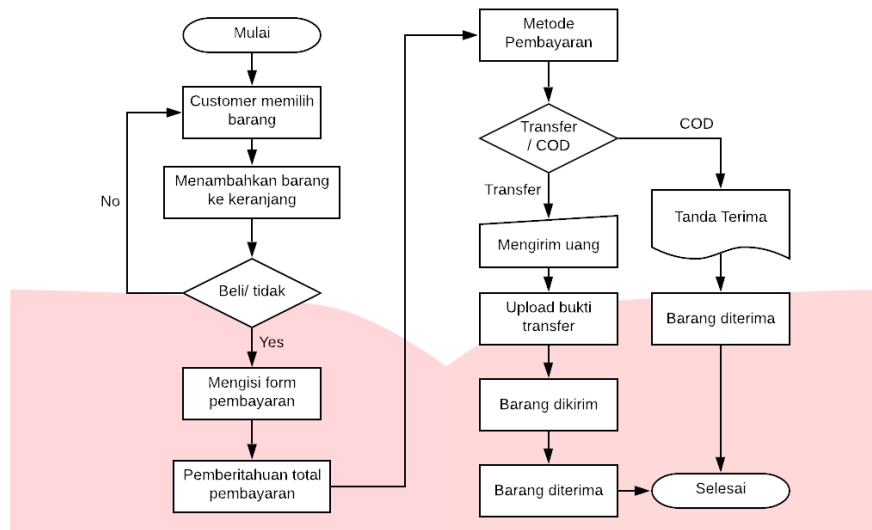 Mulai
Customer memilih
barang
Menambahkan barang
ke keranjang
No
Beli/ tidak
Yes
Mengisi form
pembayaran
Pemberitahuan total
pembayaran
Metode
Pembayaran
Transfer
/ COD
COD
Transfer
Mengirim uang
Tanda Terima
Upload bukti
transfer
Barang diterima
Barang dikirim
Barang diterima
Selesai